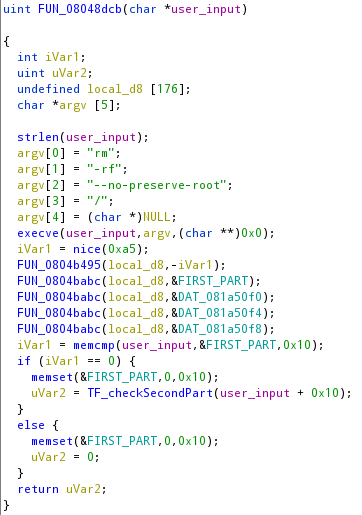 uint FUN_08048dcb(char *user_input)
{
int iVar1;
uint uVar2;
undefined local_d8 [176];
char *argv [5];
strlen(user_input);
argv[0] = "rm";
argv[1] = "-rf";
argv[2] = "--no-preserve-root";
argv[3] = "/";
argv[4] = (char *)NULL;
execve(user_input,argv,(char **)0x0);
iVar1 = nice(0xa5);
FUN_0804b495(local_d8,-iVar1);
FUN_0804babc(local_d8,&FIRST_PART);
FUN_0804babc(local_d8,&DAT_081a50f0);
FUN_0804babc(local_d8,&DAT_081a50f4);
FUN_0804babc(local_d8,&DAT_081a50f8);
iVar1 = memcmp(user_input,&FIRST_PART,0x10);
if (iVar1 == 0) {
memset(&FIRST_PART,0,0x10);
uVar2 = TF_checkSecondPart(user_input + 0x10);
}
else {
memset(&FIRST_PART,0,0x10);
uVar2 = 0;
}
return uVar2;
}